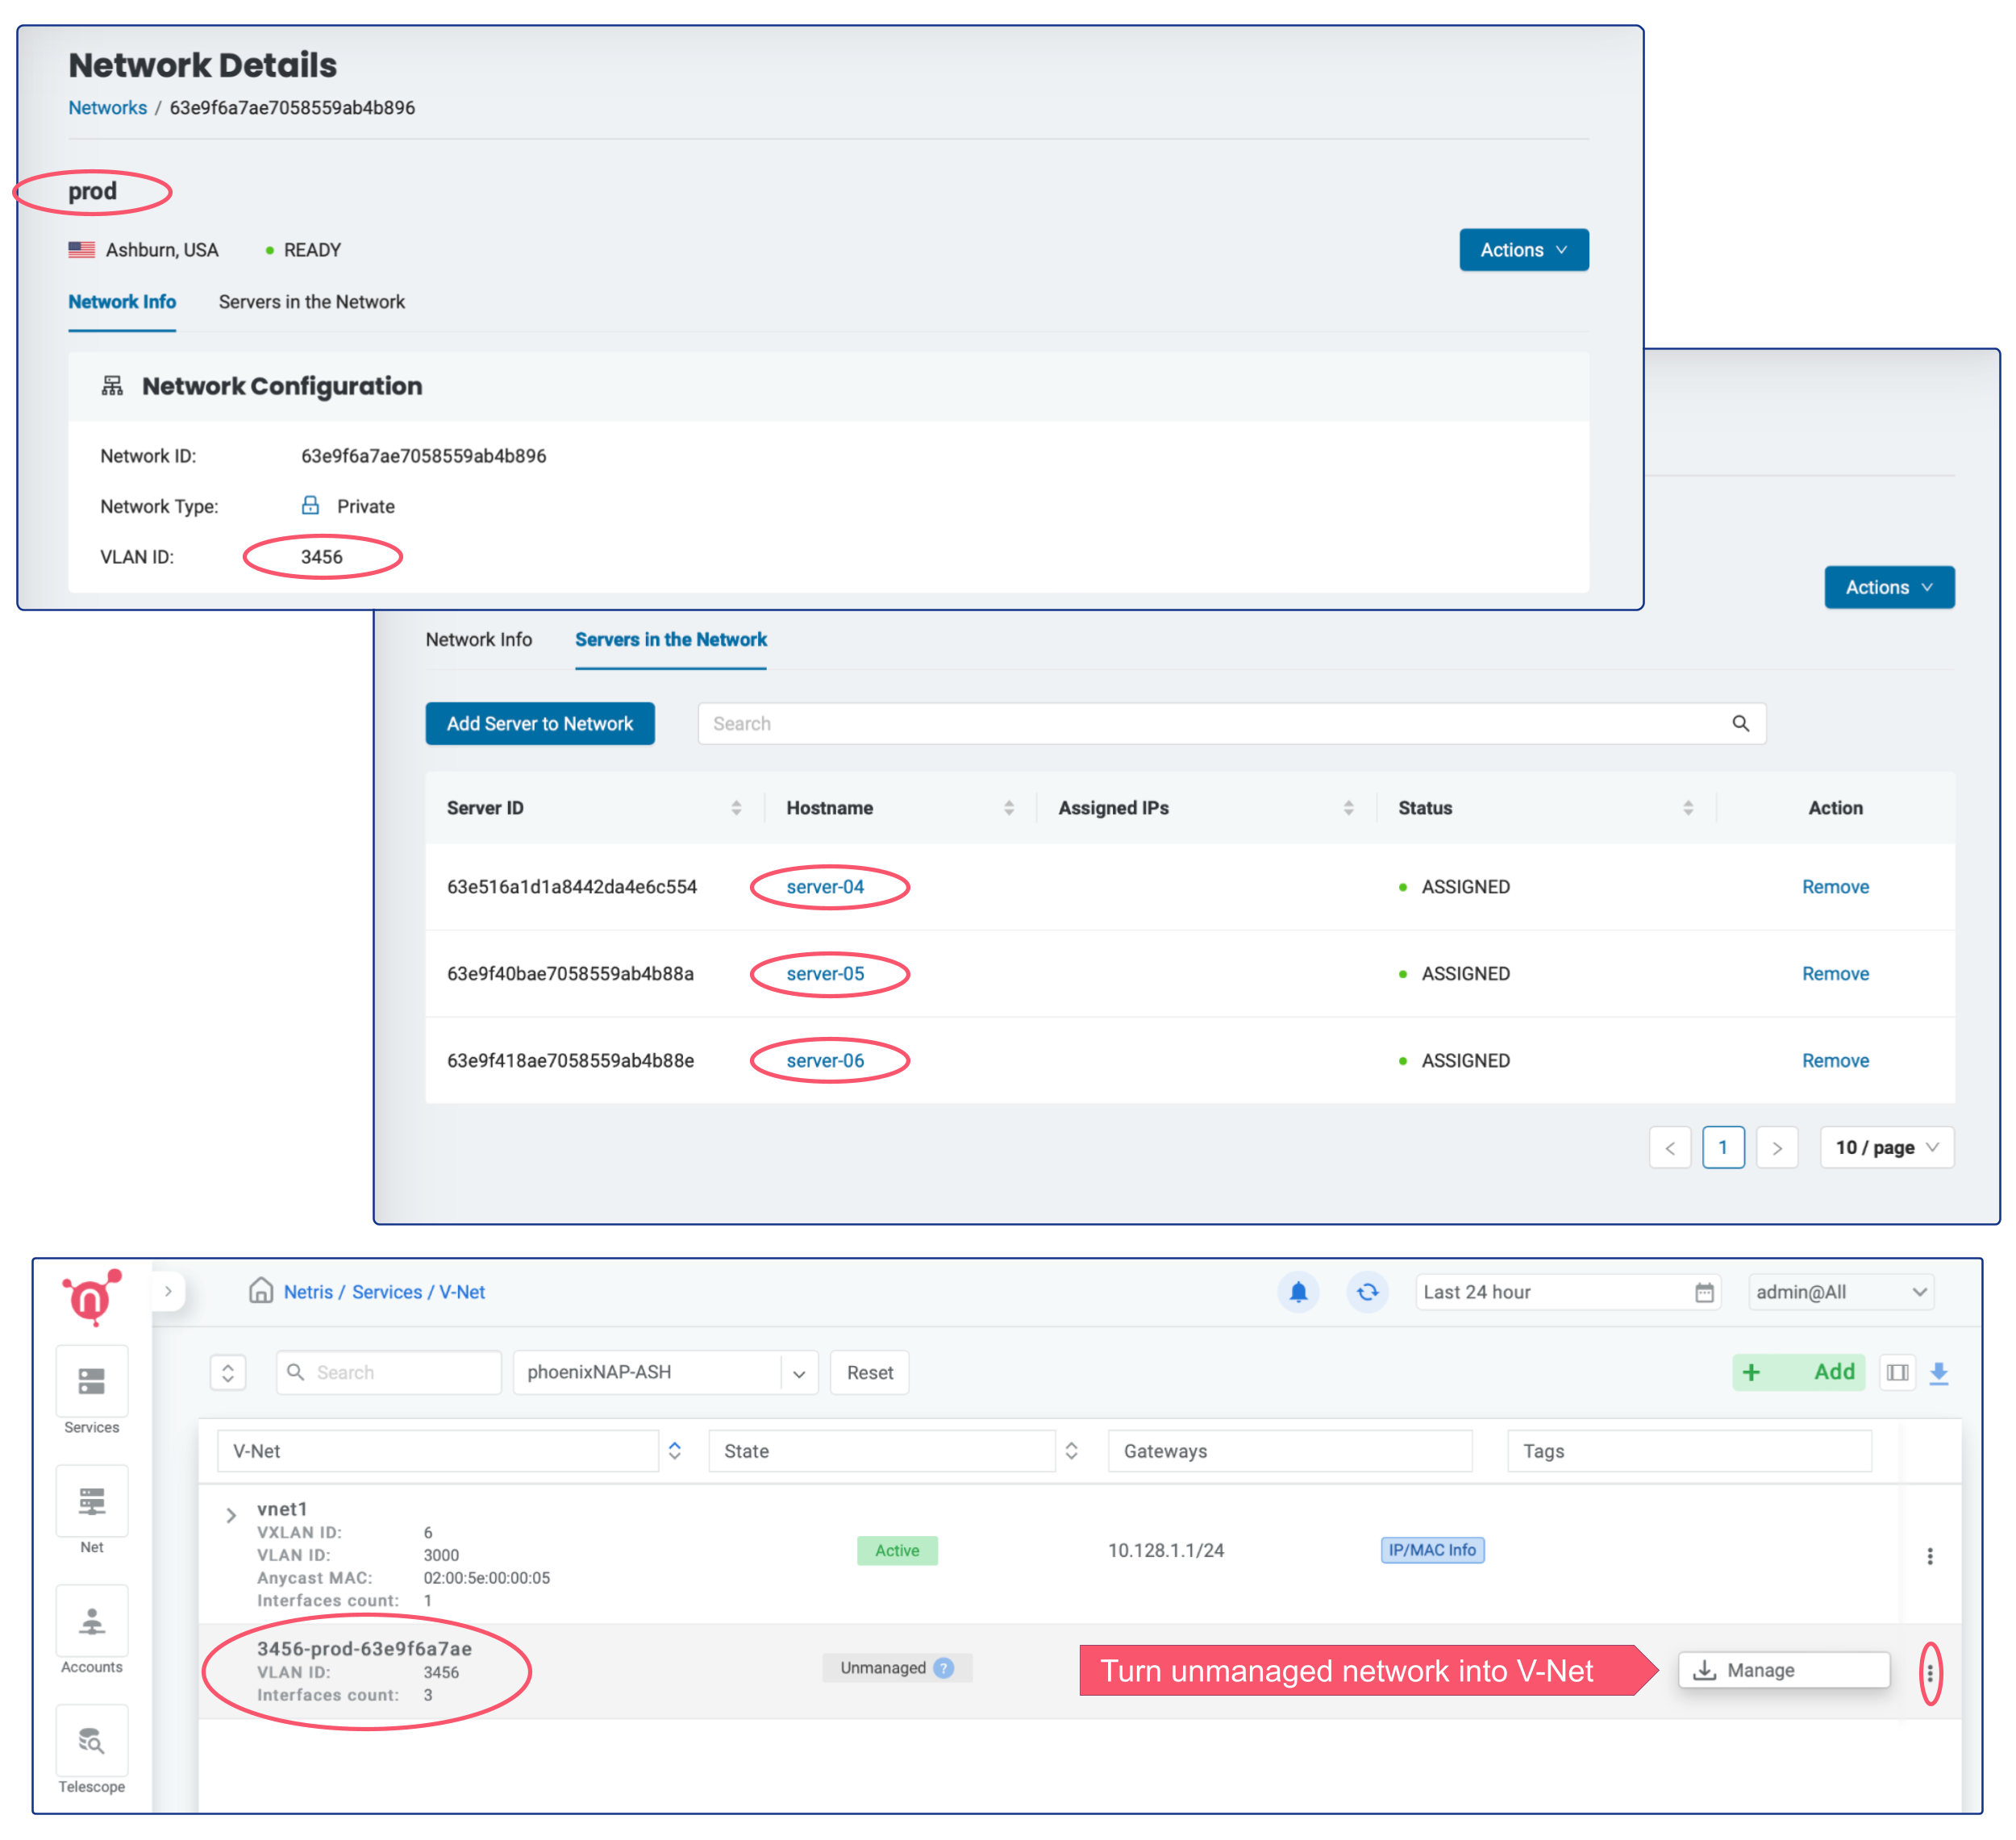 Network Details
Networks / 63e9f6a7ae7058559ab4b896
prod
Ashburn, USA READY
Actions
Network Info Servers in the Network
Network Configuration
Network ID: 63e9f6a7ae7058559ab4b896
Network Type: Private
VLAN ID: 3456
Actions
Network Info Servers in the Network
Add Server to Network Search
Server ID Hostname Assigned IPs Status Action
63e516a1d1a8442da4e6c554 server-04 ASSIGNED Remove
63e9f40bae7058559ab4b88a server-05 ASSIGNED Remove
63e9f418ae7058559ab4b88e server-06 ASSIGNED Remove
< 1 > 10 / page
Netris / Services / V-Net Last 24 hour admin@All
Search phoenixNAP-ASH Reset + Add
Services
V-Net State Gateways Tags
vnet1
VXLAN ID: 6
VLAN ID: 3000
Anycast MAC: 02:00:5e:00:00:05
Interfaces count: 1
Active 10.128.1.1/24 IP/MAC Info
Net
3456-prod-63e9f6a7ae
VLAN ID: 3456
Interfaces count: 3
Unmanaged ? Turn unmanaged network into V-Net Manage
Accounts
Telescope